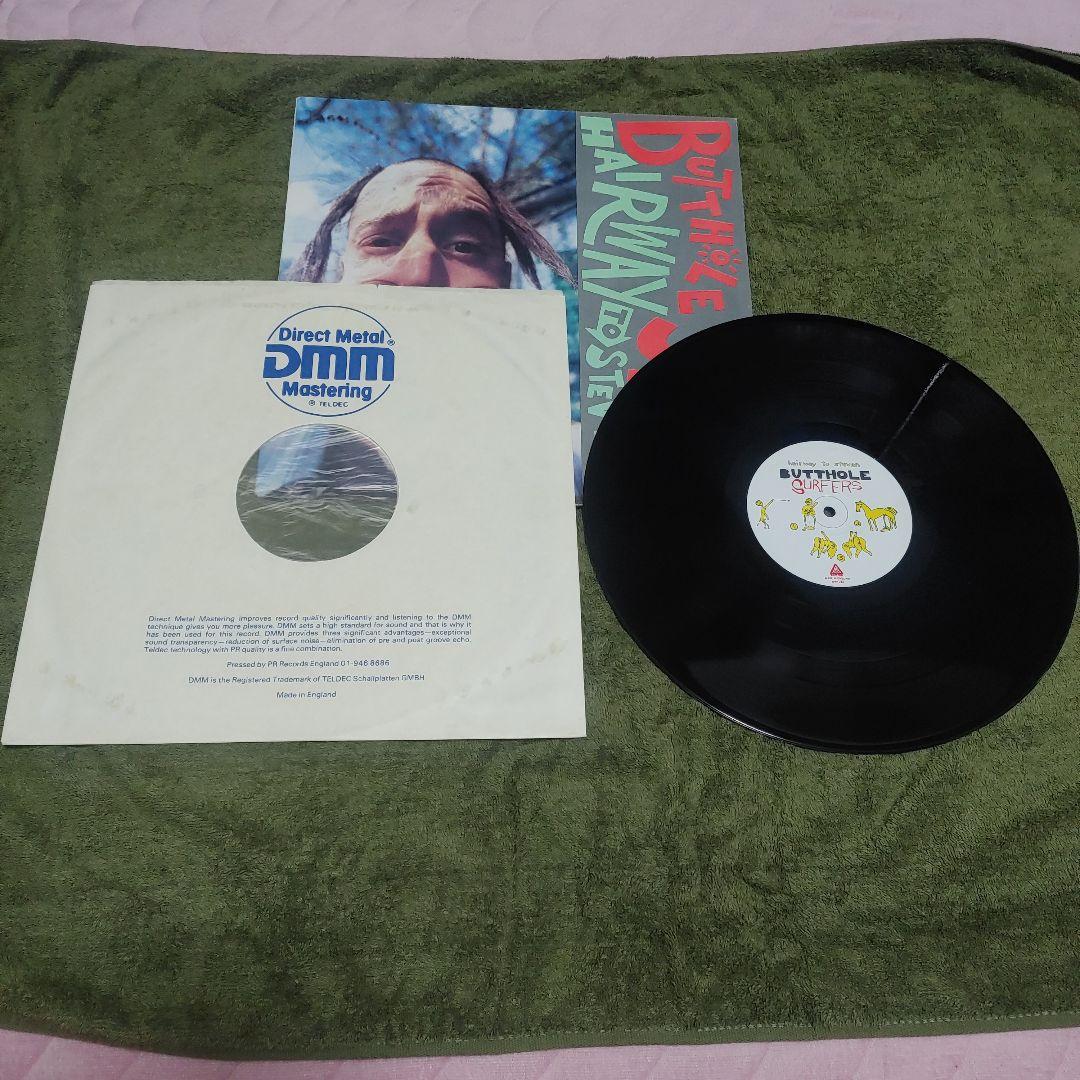 BUTTHOLE
HAIRWAY TO STEV
Direct Metal
DMM
Mastering
® TELDEC
Direct Metal Mastering improves record quality significantly and listening to the DMM
technique gives you more pleasure. DMM sets a high standard for sound and that is why it
has been used for this record. DMM provides three significant advantages—exceptional
sound transparency—reduction of surface noise—elimination of pre and post groove echo.
Teldec technology with PR quality is a fine combination.
Pressed by PR Records England 01-946 8686
DMM is the Registered Trademark of TELDEC Schallplatten GMBH
Made in England
hairway to steven
BUTTHOLE
SURFERS